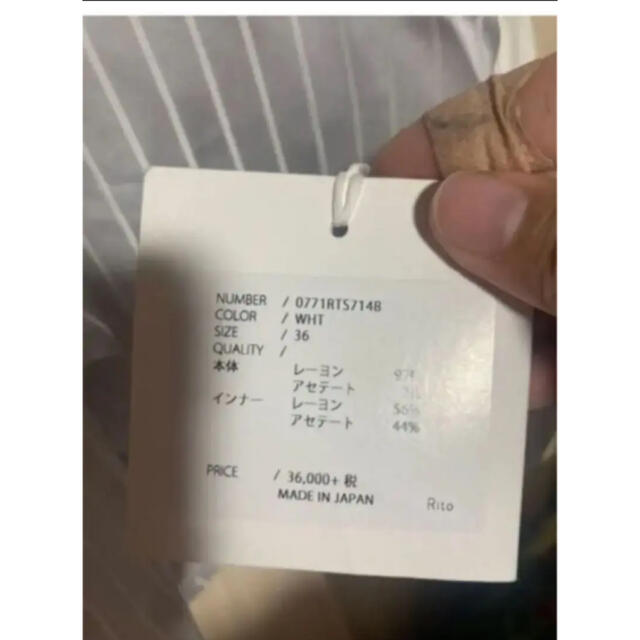 NUMBER / 0771RTS714B
COLOR / WHT
SIZE / 36
QUALITY /
本体 レーヨン
アセテート
インナー レーヨン 56%
アセテート 44%
PRICE / 36,000+ 税
MADE IN JAPAN
Rito